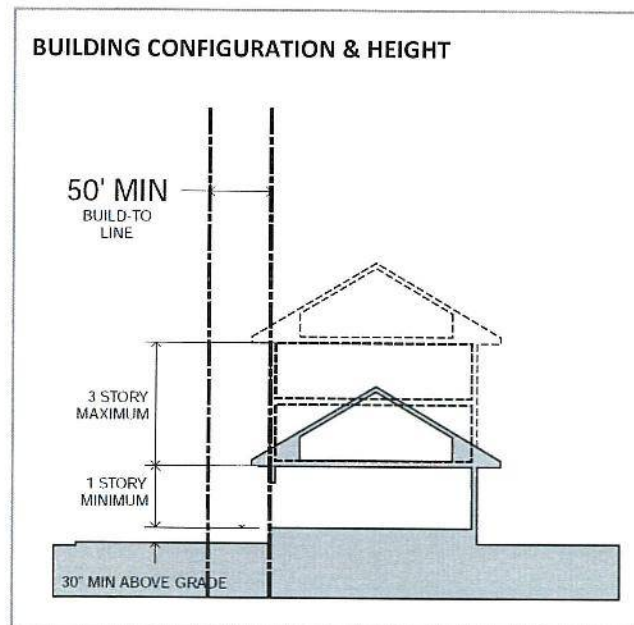 BUILDING CONFIGURATION & HEIGHT
50' MIN
BUILD-TO
LINE
3 STORY
MAXIMUM
1 STORY
MINIMUM
30" MIN ABOVE GRADE